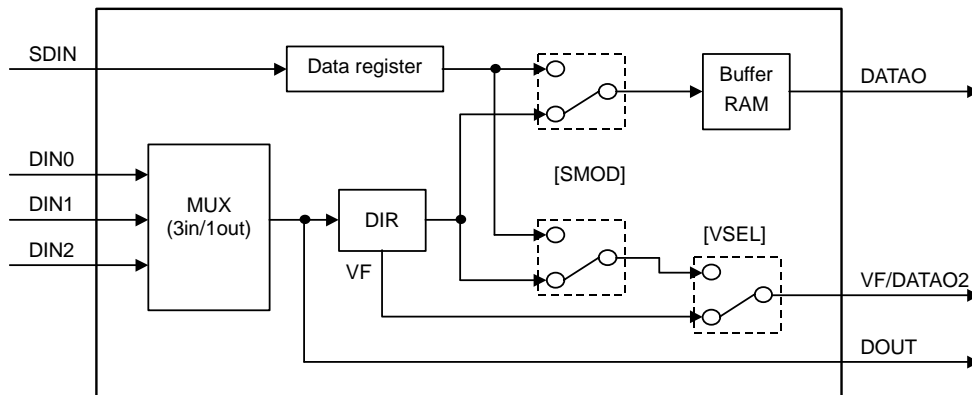 SDIN
Data register
Buffer
RAM
DATAO
DIN0
DIN1
DIN2
MUX
(3in/1out)
DIR
VF
[SMOD]
[VSEL]
VF/DATAO2
DOUT